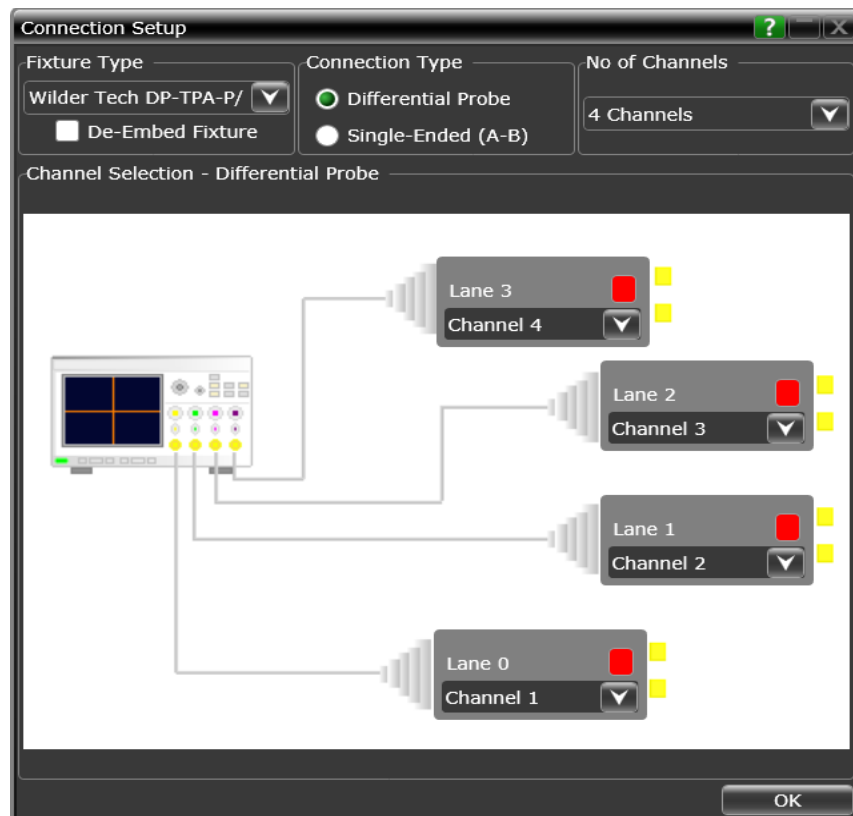 Connection Setup
?
X
Fixture Type
Wilder Tech DP-TPA-P/
De-Embed Fixture
Connection Type
Differential Probe
Single-Ended (A-B)
No of Channels
4 Channels
Channel Selection - Differential Probe
Lane 3
Channel 4
Lane 2
Channel 3
Lane 1
Channel 2
Lane 0
Channel 1
OK